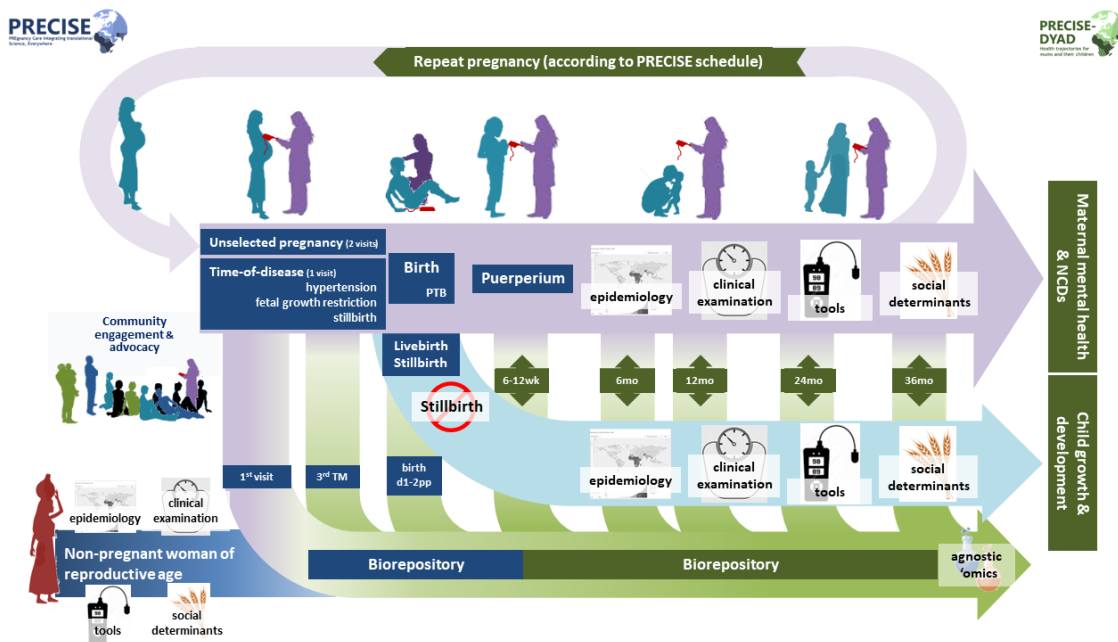 PRECISE
PREgnancy Care Integrating translational
Science, Everywhere
PRECISE-
DYAD
Health trajectories for
mums and their children
Repeat pregnancy (according to PRECISE schedule)
Unselected pregnancy (2 visits)
Time-of-disease (1 visit)
hypertension
fetal growth restriction
stillbirth
Birth
PTB
Puerperium
epidemiology
clinical
examination
tools
social
determinants
Maternal mental health
& NCDs
Community
engagement &
advocacy
Livebirth
Stillbirth
6-12wk
6mo
12mo
24mo
36mo
Stillbirth
epidemiology
clinical
examination
tools
social
determinants
Child growth &
development
1st visit
3rd TM
birth
d1-2pp
epidemiology
clinical
examination
Non-pregnant woman of
reproductive age
tools
social
determinants
Biorepository
Biorepository
agnostic
'omics